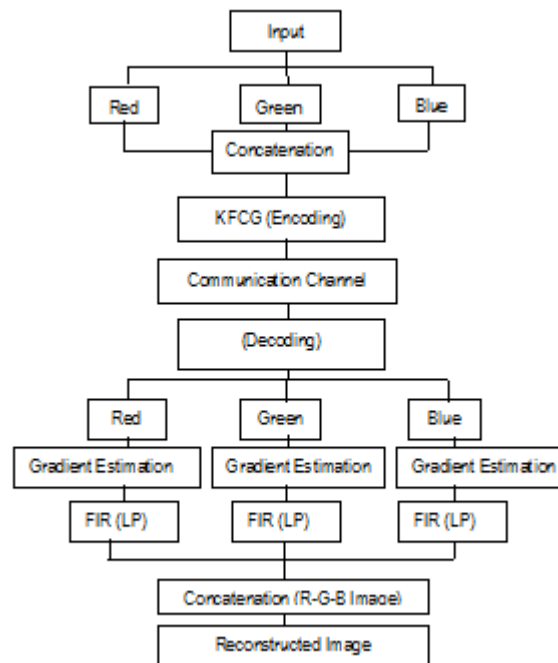 Input
Red Green Blue
Concatenation
KFCG (Encoding)
Communication Channel
(Decoding)
Red Green Blue
Gradient Estimation Gradient Estimation Gradient Estimation
FIR (LP) FIR (LP) FIR (LP)
Concatenation (R-G-B Image)
Reconstructed Image